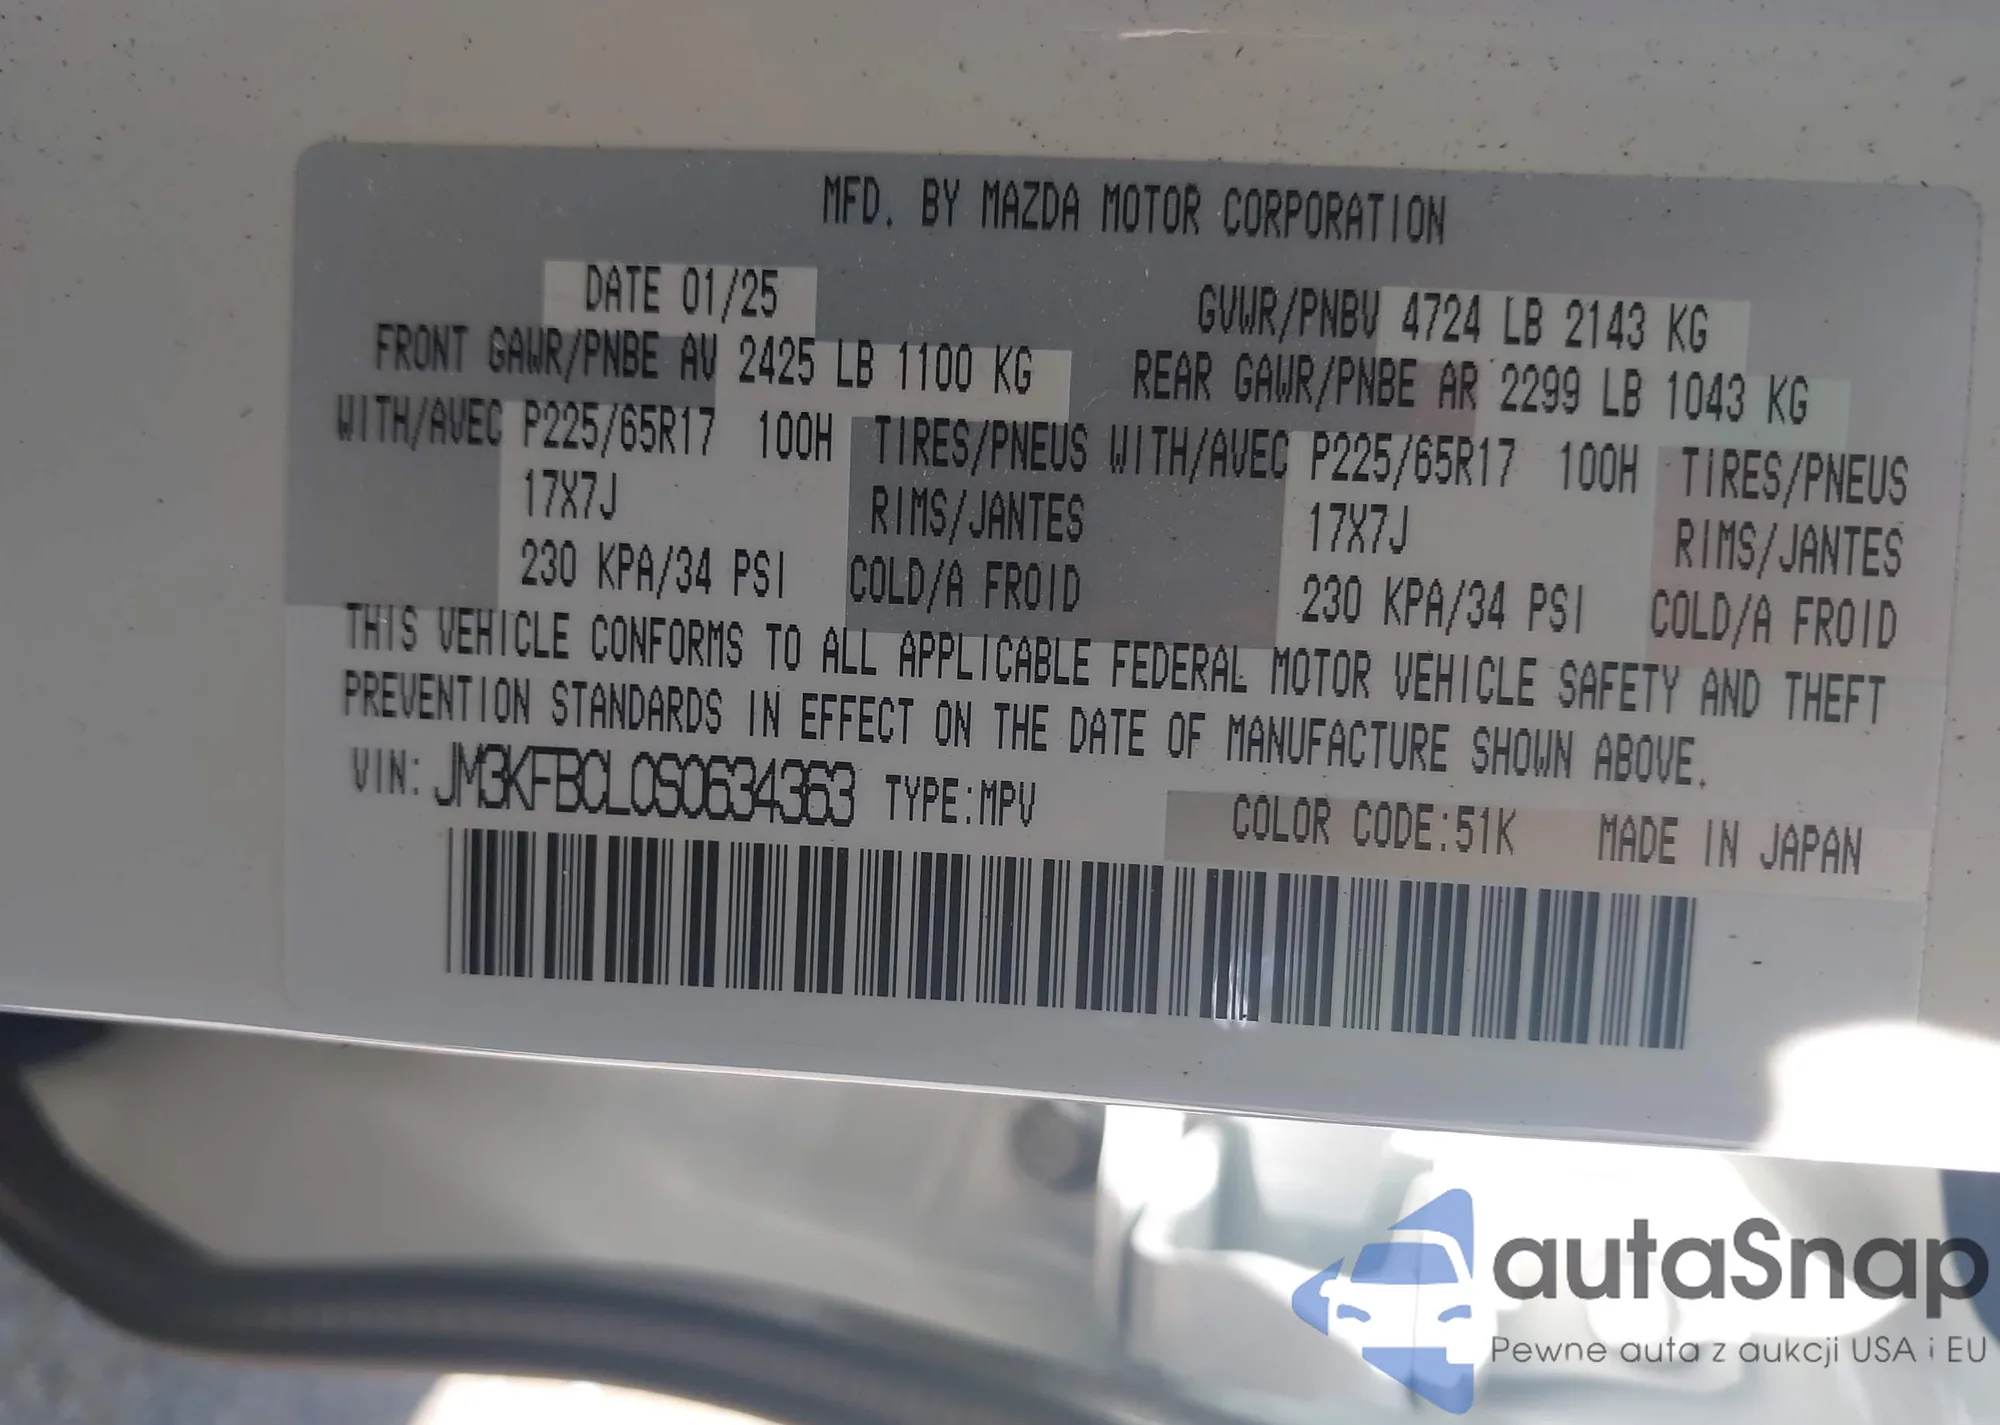 MFD. BY MAZDA MOTOR CORPORATION
DATE 01/25 GVWR/PNBV 4724 LB 2143 KG
FRONT GAWR/PNBE AV 2425 LB 1100 KG REAR GAWR/PNBE AR 2299 LB 1043 KG
WITH/AVEC P225/65R17 100H TIRES/PNEUS WITH/AVEC P225/65R17 100H TIRES/PNEUS
17X7J RIMS/JANTES 17X7J RIMS/JANTES
230 KPA/34 PSI COLD/A FROID 230 KPA/34 PSI COLD/A FROID
THIS VEHICLE CONFORMS TO ALL APPLICABLE FEDERAL MOTOR VEHICLE SAFETY AND THEFT
PREVENTION STANDARDS IN EFFECT ON THE DATE OF MANUFACTURE SHOWN ABOVE.
VIN: JM3KFBCL0S0634363 TYPE:MPV COLOR CODE:51K MADE IN JAPAN
autaSnap
Pewne auta z aukcji USA i EU